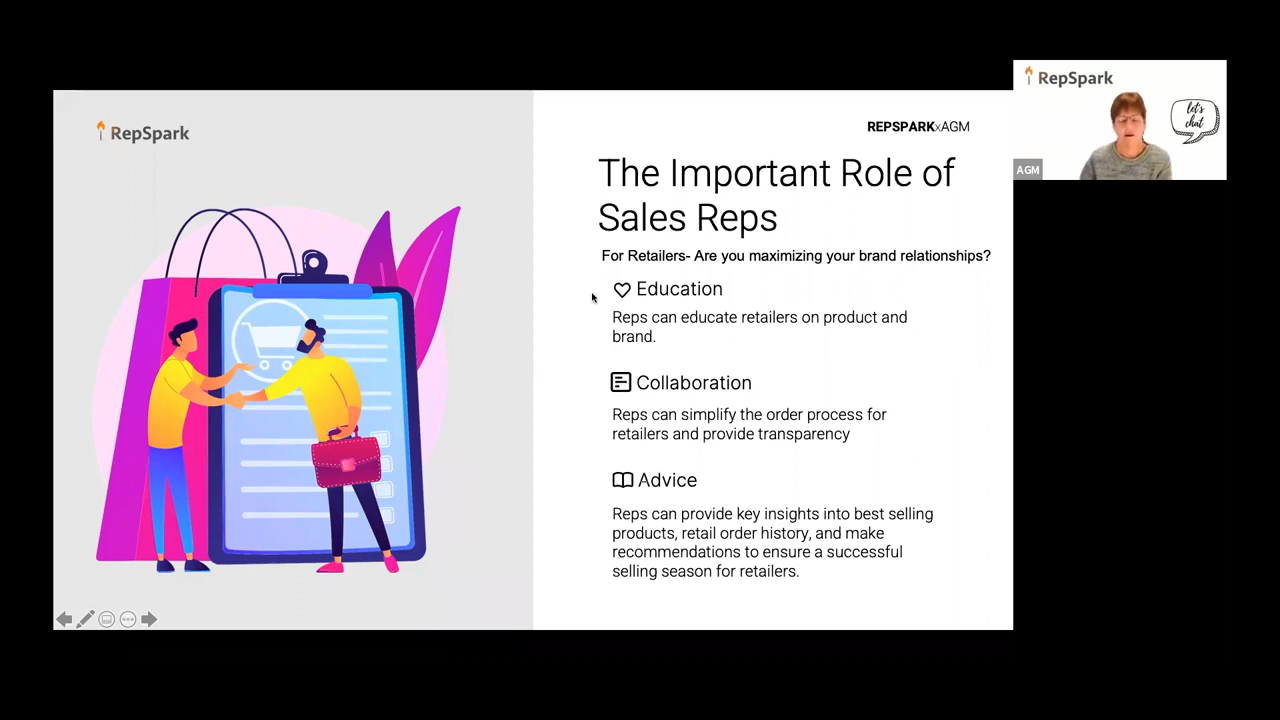 RepSpark
REPSPARKxAGM
The Important Role of
Sales Reps
For Retailers- Are you maximizing your brand relationships?
Education
Reps can educate retailers on product and
brand.
Collaboration
Reps can simplify the order process for
retailers and provide transparency
Advice
Reps can provide key insights into best selling
products, retail order history, and make
recommendations to ensure a successful
selling season for retailers.
RepSpark
let's
chat
AGM